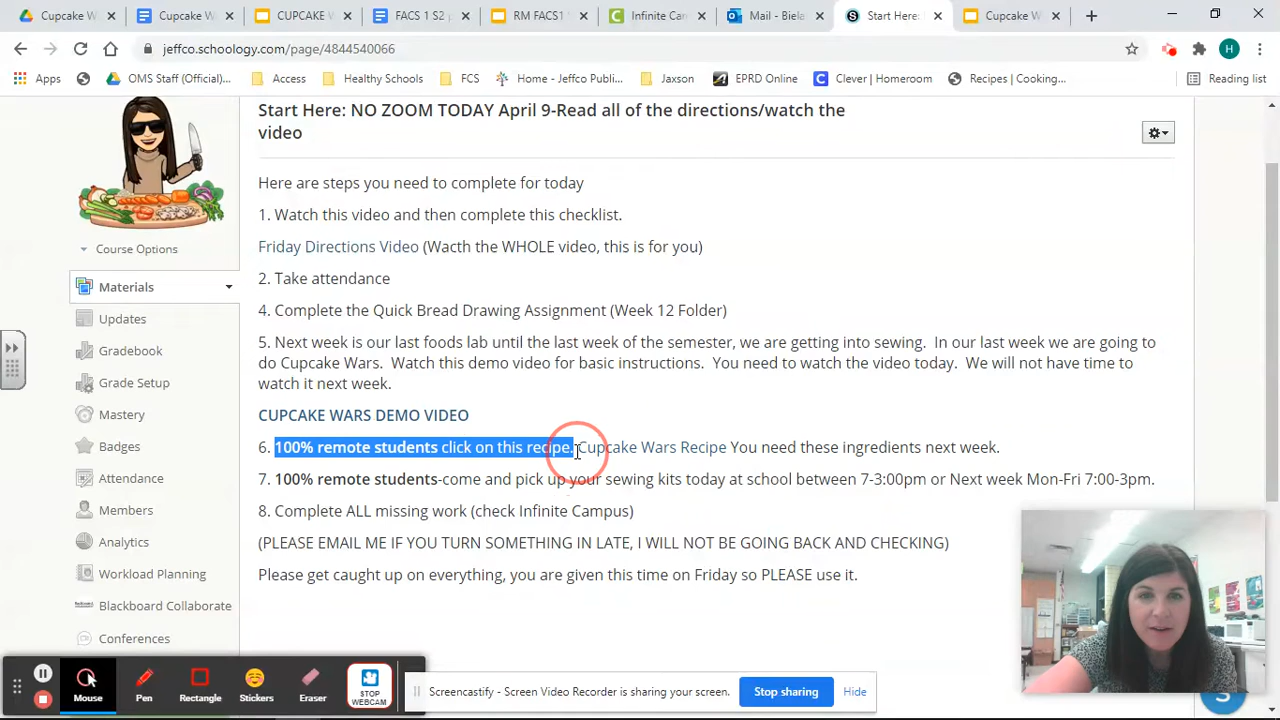 Cupcake W
Cupcake W
CUPCAKE W
FACS 1 S2 p
RM FACS1
Infinite Can
Mail - Biela
Start Here:
Cupcake W
jeffco.schoology.com/page/4844540066
H
Apps
OMS Staff (Official)...
Access
Healthy Schools
FCS
Home - Jeffco Publi...
Jaxson
EPRD Online
Clever | Homeroom
Recipes | Cooking...
Reading list
Start Here: NO ZOOM TODAY April 9-Read all of the directions/watch the
video
Here are steps you need to complete for today
1. Watch this video and then complete this checklist.
Friday Directions Video (Wacth the WHOLE video, this is for you)
2. Take attendance
4. Complete the Quick Bread Drawing Assignment (Week 12 Folder)
5. Next week is our last foods lab until the last week of the semester, we are getting into sewing. In our last week we are going to
do Cupcake Wars. Watch this demo video for basic instructions. You need to watch the video today. We will not have time to
watch it next week.
CUPCAKE WARS DEMO VIDEO
6. 100% remote students click on this recipe. Cupcake Wars Recipe You need these ingredients next week.
7. 100% remote students-come and pick up your sewing kits today at school between 7-3:00pm or Next week Mon-Fri 7:00-3pm.
8. Complete ALL missing work (check Infinite Campus)
(PLEASE EMAIL ME IF YOU TURN SOMETHING IN LATE, I WILL NOT BE GOING BACK AND CHECKING)
Please get caught up on everything, you are given this time on Friday so PLEASE use it.
Course Options
Materials
Updates
Gradebook
Grade Setup
Mastery
Badges
Attendance
Members
Analytics
Workload Planning
Blackboard Collaborate
Conferences
Mouse
Pen
Rectangle
Stickers
Eraser
STOP
WEBCAM
Screencastify - Screen Video Recorder is sharing your screen.
Stop sharing
Hide